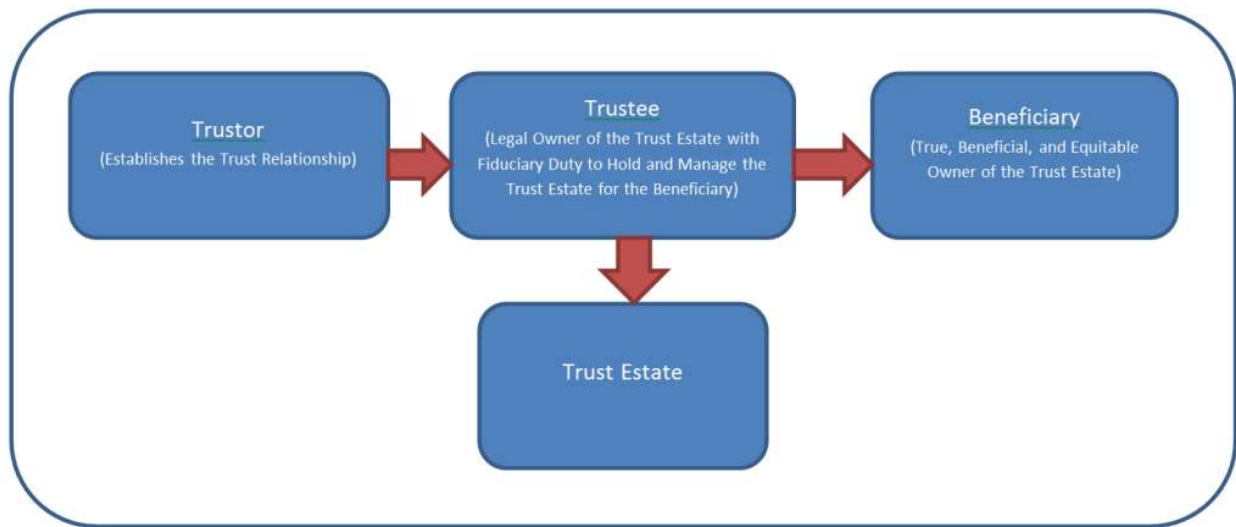 Trustor
(Establishes the Trust Relationship)
Trustee
(Legal Owner of the Trust Estate with
Fiduciary Duty to Hold and Manage the
Trust Estate for the Beneficiary)
Beneficiary
(True, Beneficial, and Equitable
Owner of the Trust Estate)
Trust Estate